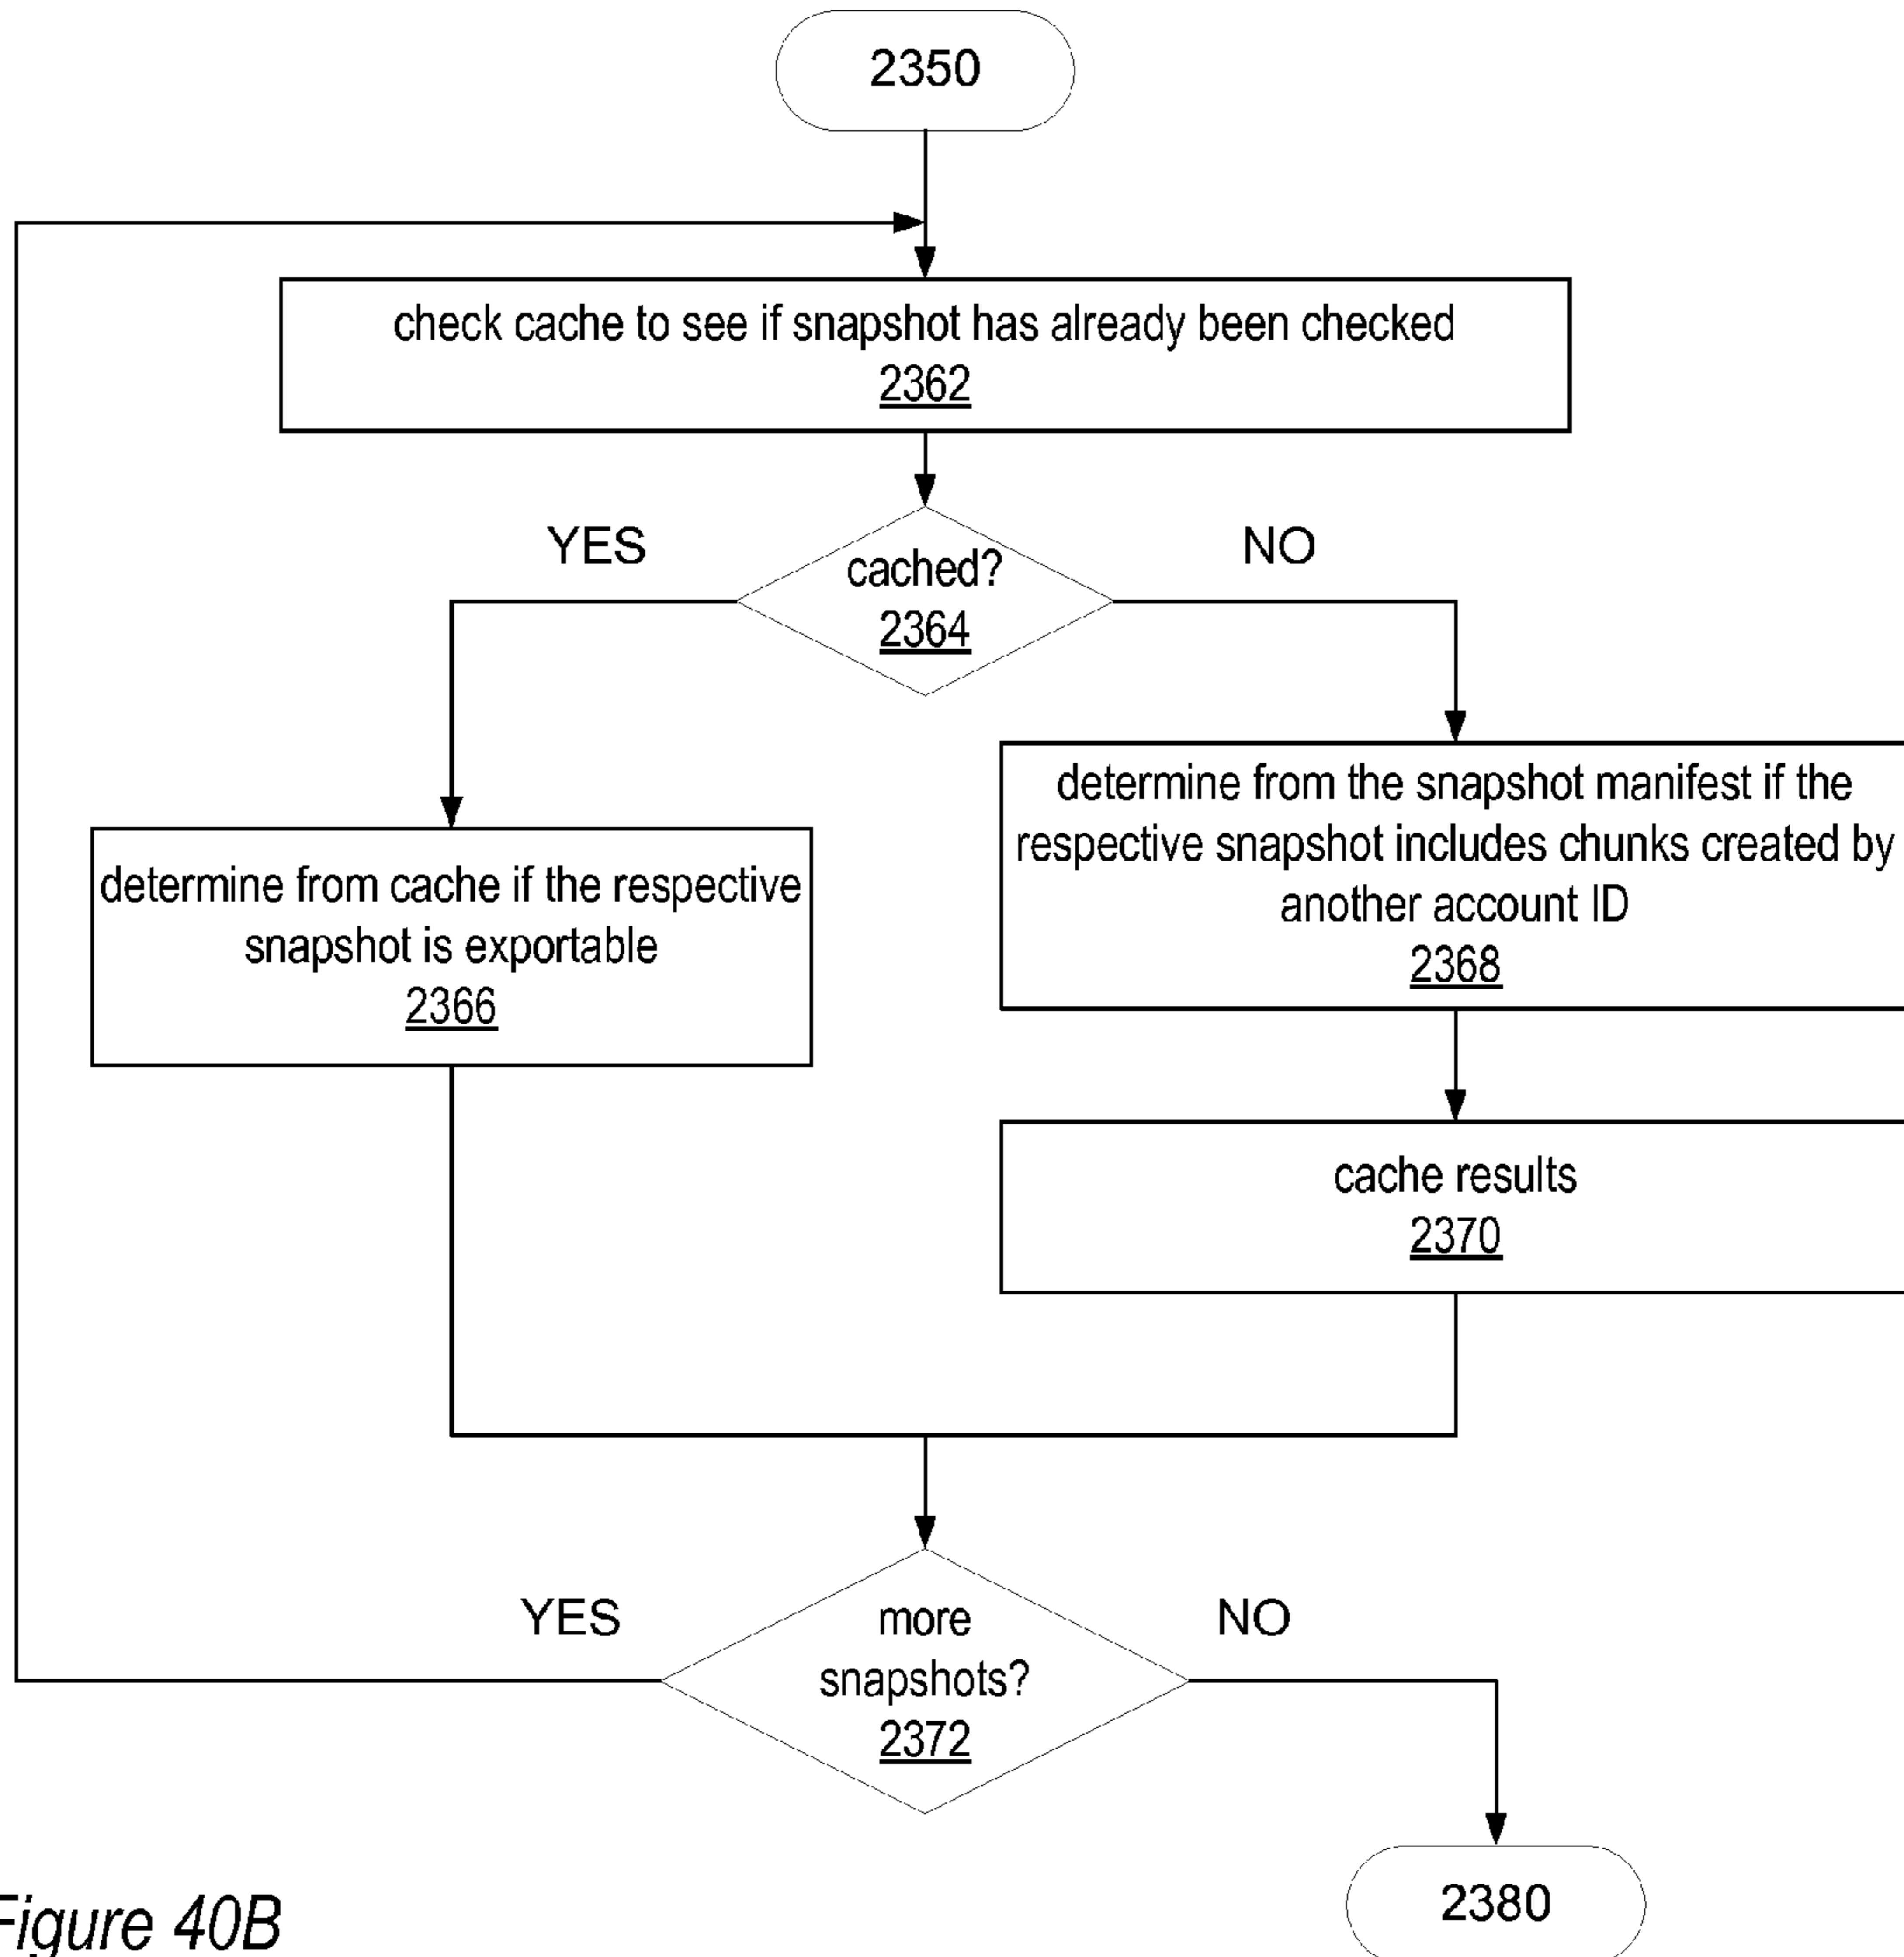 2350
check cache to see if snapshot has already been checked
2362
YES
NO
cached?
2364
determine from the snapshot manifest if the
respective snapshot includes chunks created by
another account ID
2368
determine from cache if the respective
snapshot is exportable
2366
cache results
2370
YES
NO
more
snapshots?
2372
2380
Figure 40B